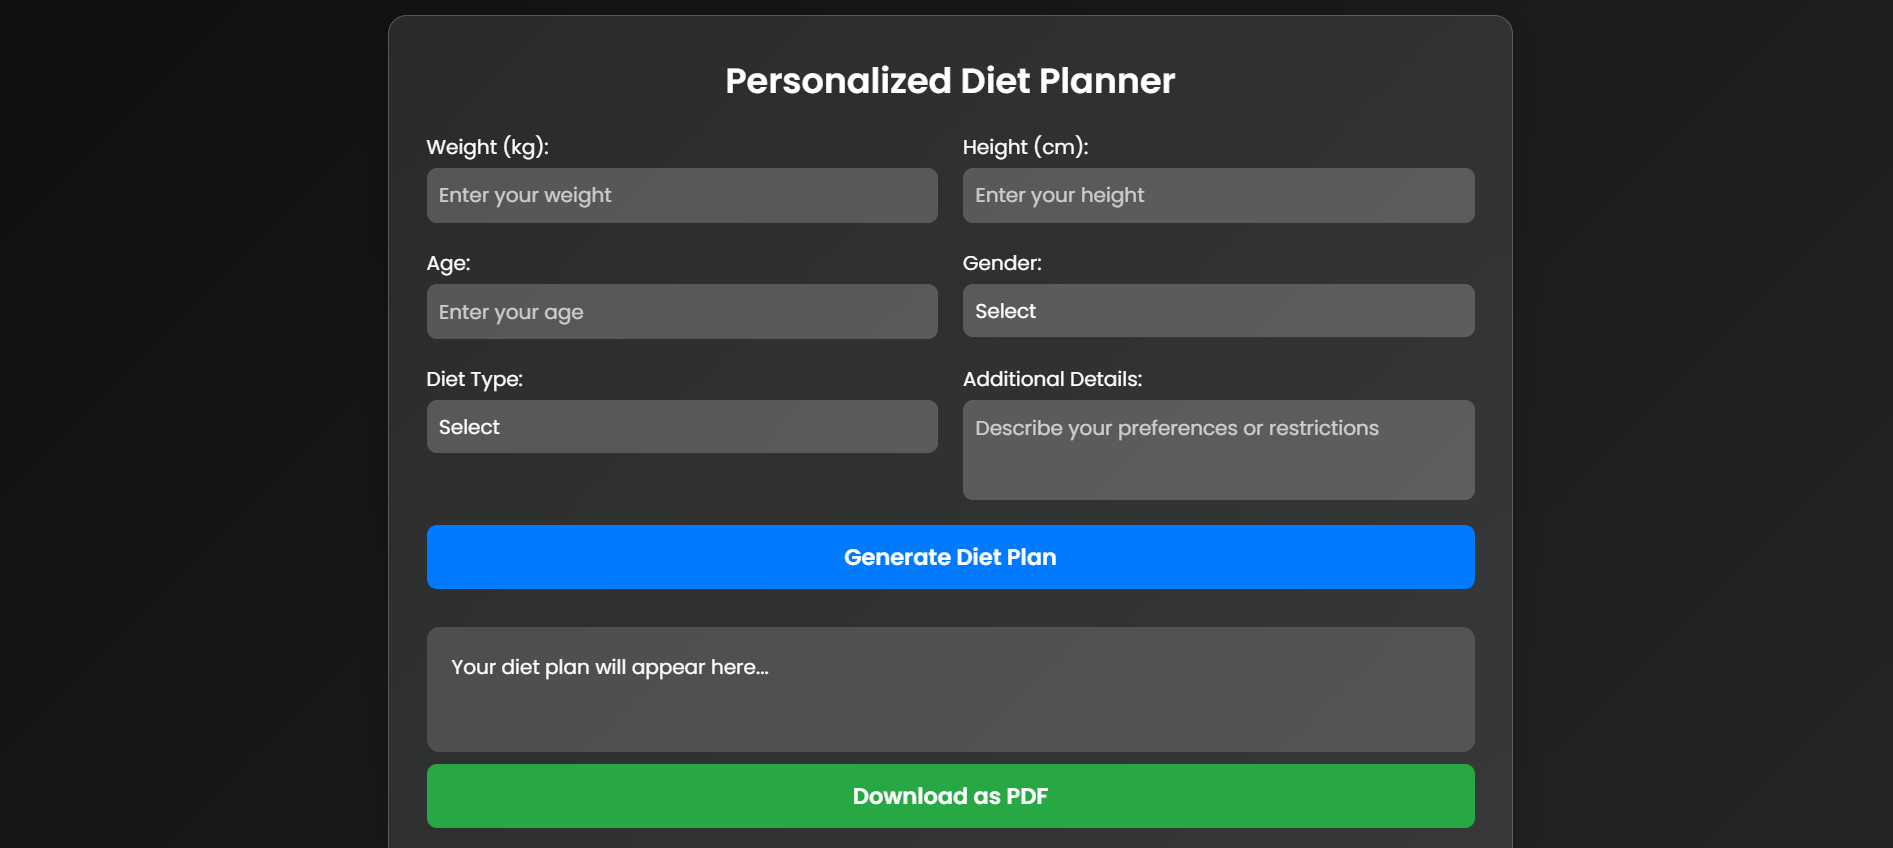 Personalized Diet Planner
Weight (kg):
Height (cm):
Enter your weight
Enter your height
Age:
Gender:
Enter your age
Select
Diet Type:
Additional Details:
Select
Describe your preferences or restrictions
Generate Diet Plan
Your diet plan will appear here...
Download as PDF